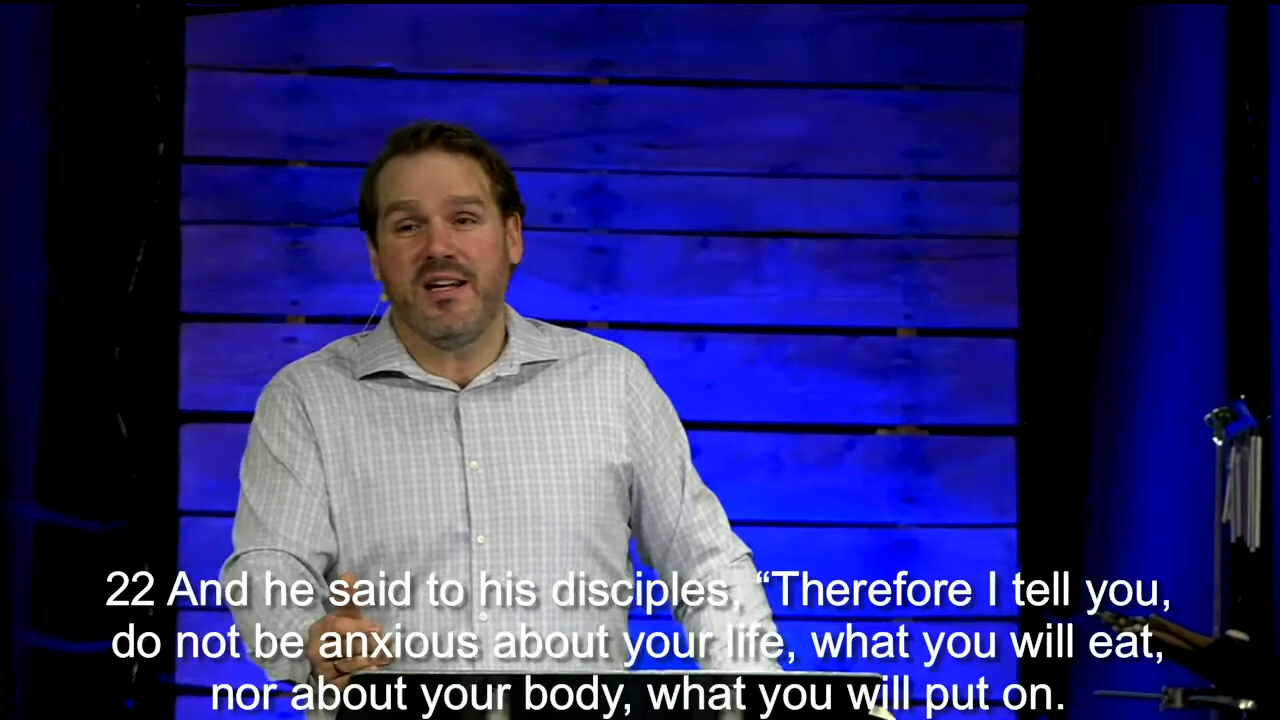 22 And he said to his disciples, “Therefore I tell you,
do not be anxious about your life, what you will eat,
nor about your body, what you will put on.